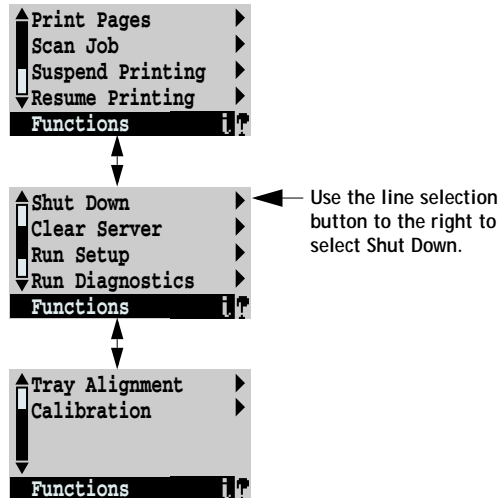 Print Pages
Scan Job
Suspend Printing
Resume Printing
Functions
Shut Down
Clear Server
Run Setup
Run Diagnostics
Functions
Use the line selection
button to the right to
select Shut Down.
Tray Alignment
Calibration
Functions